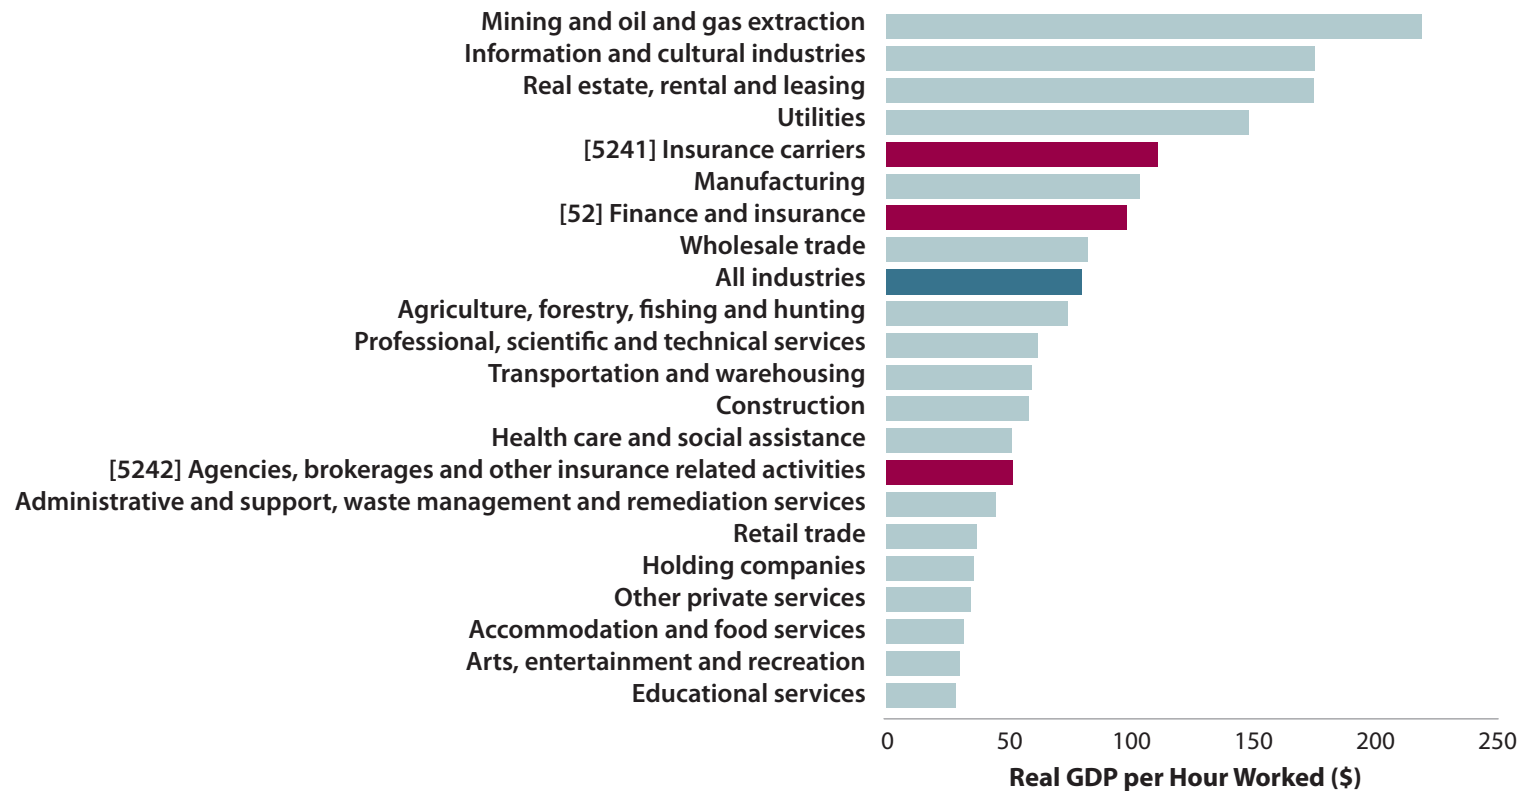 Mining and oil and gas extraction
Information and cultural industries
Real estate, rental and leasing
Utilities
[5241] Insurance carriers
Manufacturing
[52] Finance and insurance
Wholesale trade
All industries
Agriculture, forestry, fishing and hunting
Professional, scientific and technical services
Transportation and warehousing
Construction
Health care and social assistance
[5242] Agencies, brokerages and other insurance related activities
Administrative and support, waste management and remediation services
Retail trade
Holding companies
Other private services
Accommodation and food services
Arts, entertainment and recreation
Educational services
0 50 100 150 200 250
Real GDP per Hour Worked ($)